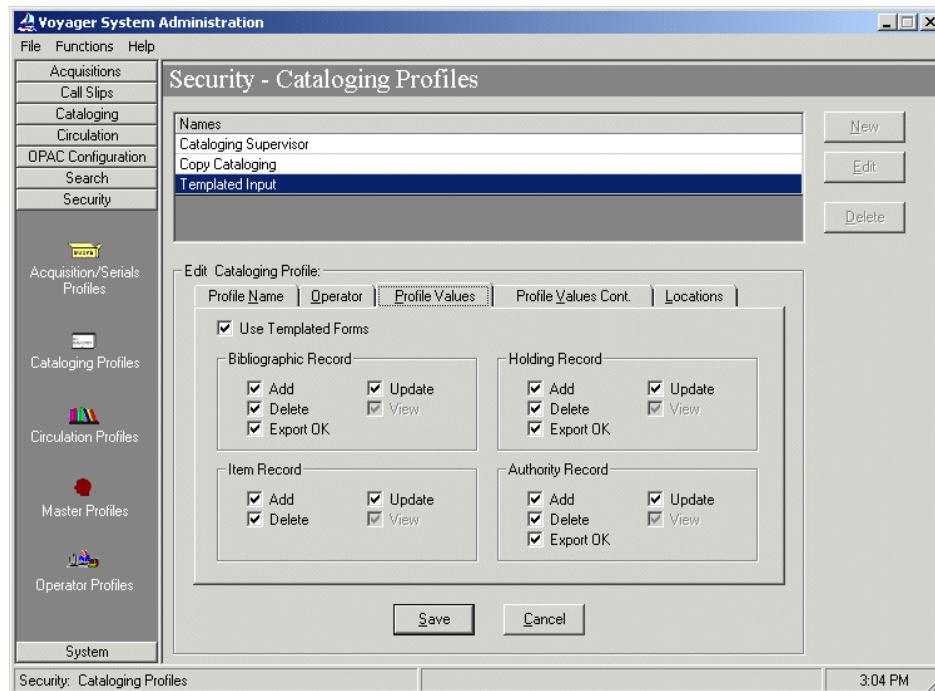 Voyager System Administration
File Functions Help
Acquisitions
Call Slips
Cataloging
Circulation
OPAC Configuration
Search
Security
Acquisition/Serials
Profiles
Cataloging Profiles
Circulation Profiles
Master Profiles
Operator Profiles
System
Security - Cataloging Profiles
Names
Cataloging Supervisor
Copy Cataloging
Templated Input
New
Edit
Delete
Edit Cataloging Profile:
Profile Name Operator Profile Values Profile Values Cont. Locations
Use Templated Forms
Bibliographic Record
Add Update
Delete View
Export OK
Holding Record
Add Update
Delete View
Export OK
Item Record
Add Update
Delete View
Authority Record
Add Update
Delete View
Export OK
Save Cancel
Security: Cataloging Profiles 3:04 PM